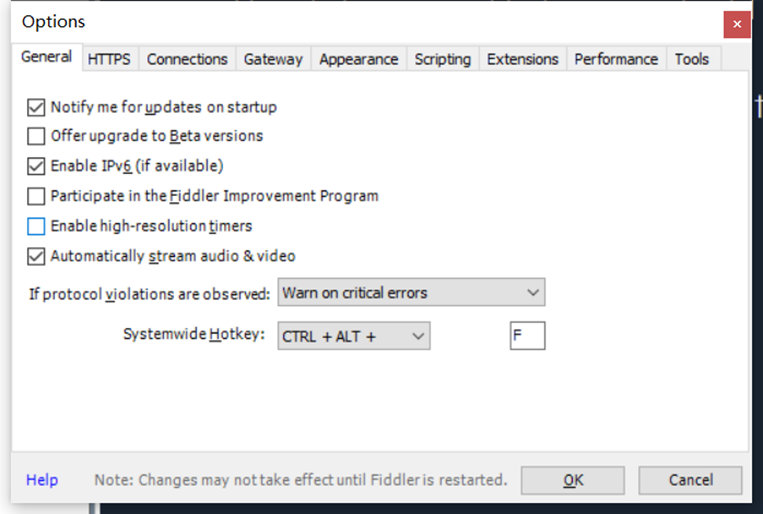 Options
General HTTPS Connections Gateway Appearance Scripting Extensions Performance Tools
Notify me for updates on startup
Offer upgrade to Beta versions
Enable IPv6 (if available)
Participate in the Fiddler Improvement Program
Enable high-resolution timers
Automatically stream audio & video
If protocol violations are observed: Warn on critical errors
Systemwide Hotkey: CTRL + ALT + F
Help Note: Changes may not take effect until Fiddler is restarted. OK Cancel